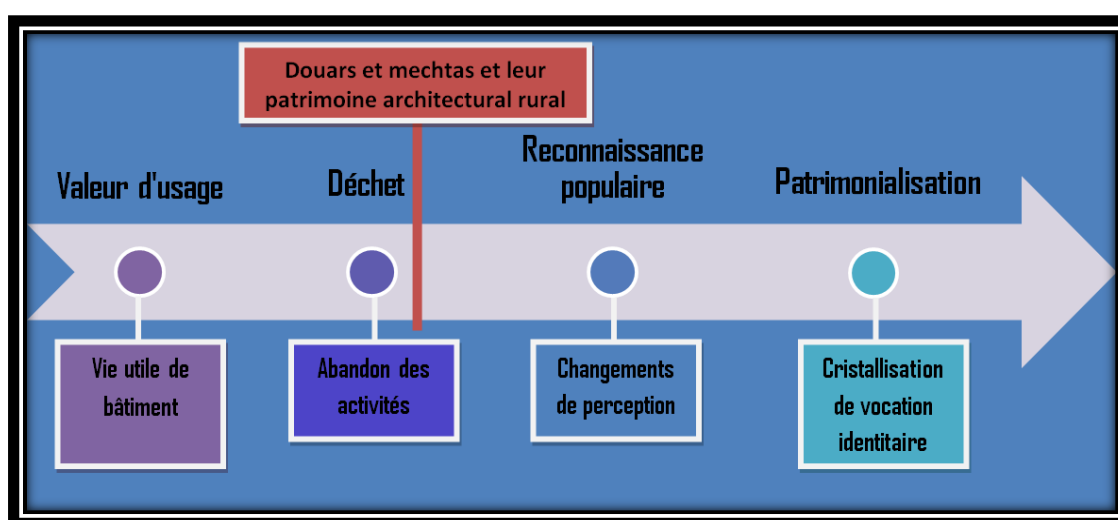 Douars et mechtas et leur
patrimoine architectural rural
Valeur d'usage
Déchet
Reconnaissance
populaire
Patrimonialisation
Vie utile de
bâtiment
Abandon des
activités
Changements
de perception
Cristallisation
de vocation
identitaire